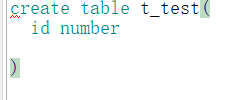 create table t_test(
id number
)